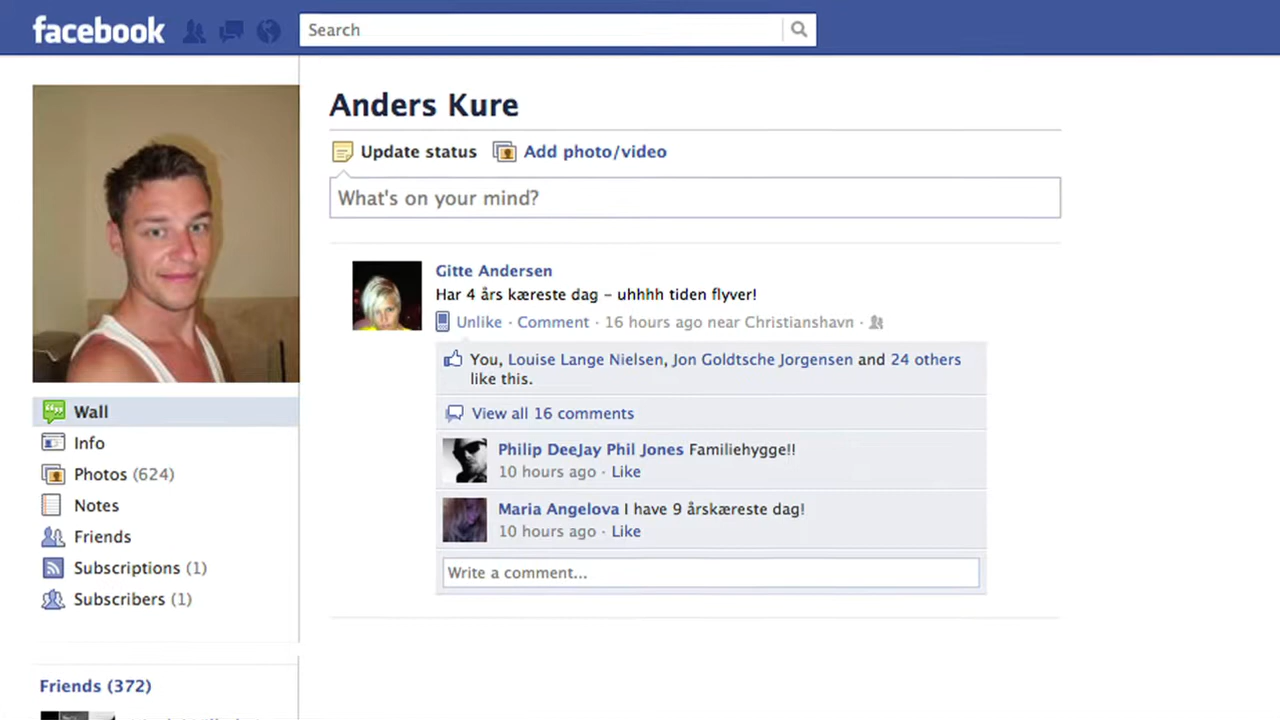 facebook
Search
Anders Kure
Update status
Add photo/video
What's on your mind?
Gitte Andersen
Har 4 års kæreste dag – uhhhh tiden flyver!
Unlike · Comment · 16 hours ago near Christianshavn ·
You, Louise Lange Nielsen, Jon Goldtsche Jorgensen and 24 others
like this.
View all 16 comments
Philip DeeJay Phil Jones Familiehygge!!
10 hours ago · Like
Maria Angelova I have 9 årskæreste dag!
10 hours ago · Like
Write a comment...
Wall
Info
Photos (624)
Notes
Friends
Subscriptions (1)
Subscribers (1)
Friends (372)